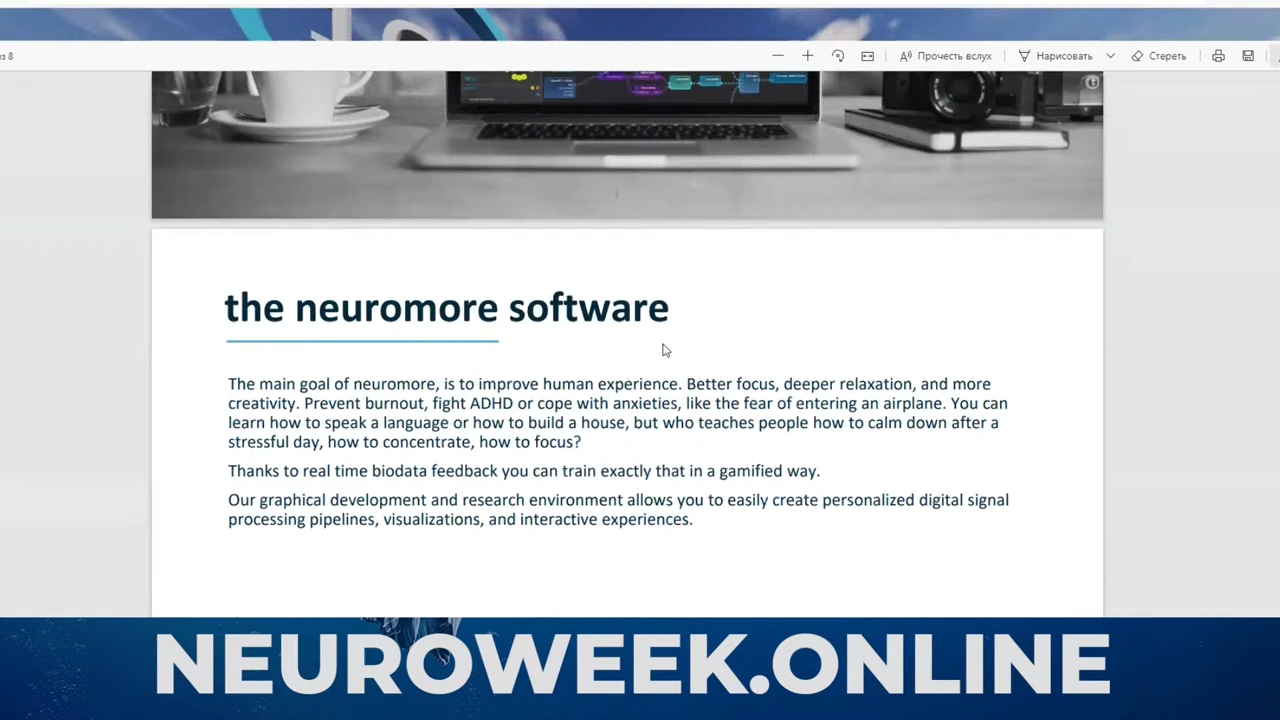 из 8
Прочесть вслух
Нарисовать
Стереть
the neuromore software
The main goal of neuromore, is to improve human experience. Better focus, deeper relaxation, and more
creativity. Prevent burnout, fight ADHD or cope with anxieties, like the fear of entering an airplane. You can
learn how to speak a language or how to build a house, but who teaches people how to calm down after a
stressful day, how to concentrate, how to focus?
Thanks to real time biodata feedback you can train exactly that in a gamified way.
Our graphical development and research environment allows you to easily create personalized digital signal
processing pipelines, visualizations, and interactive experiences.
NEUROWEEK.ONLINE